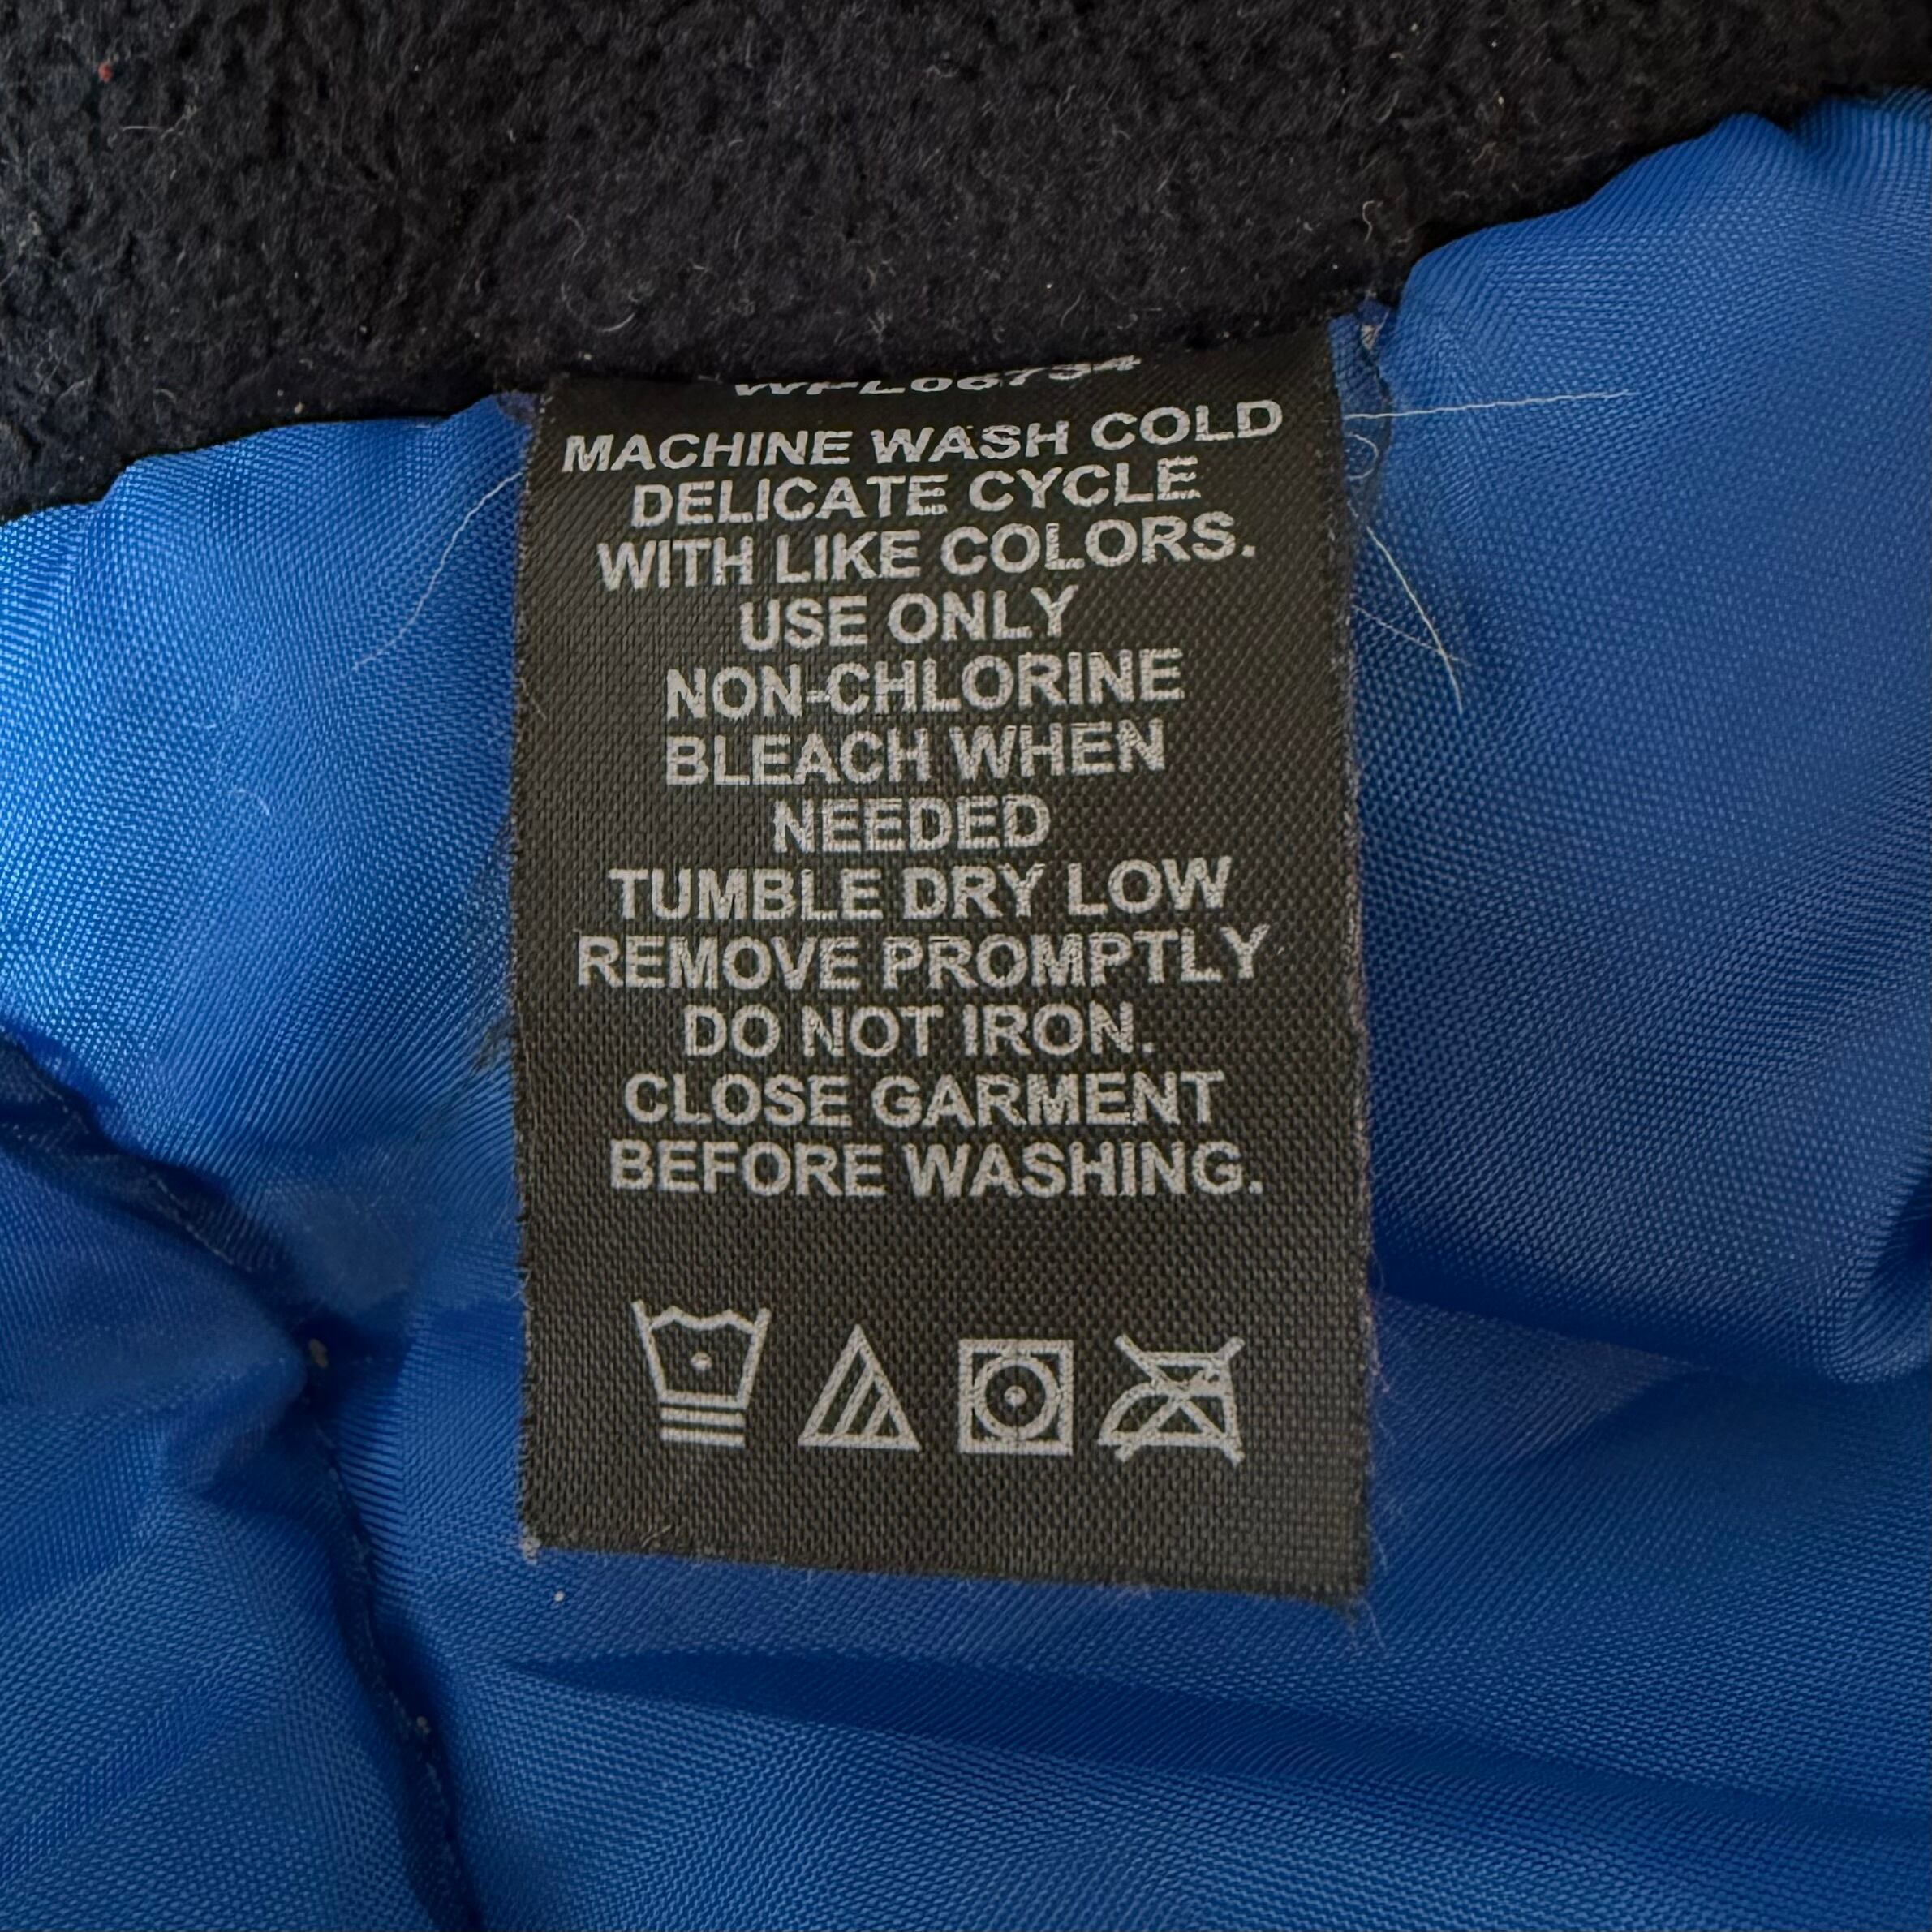 MACHINE WASH COLD
DELICATE CYCLE
WITH LIKE COLORS.
USE ONLY
NON-CHLORINE
BLEACH WHEN
NEEDED
TUMBLE DRY LOW
REMOVE PROMPTLY
DO NOT IRON.
CLOSE GARMENT
BEFORE WASHING.